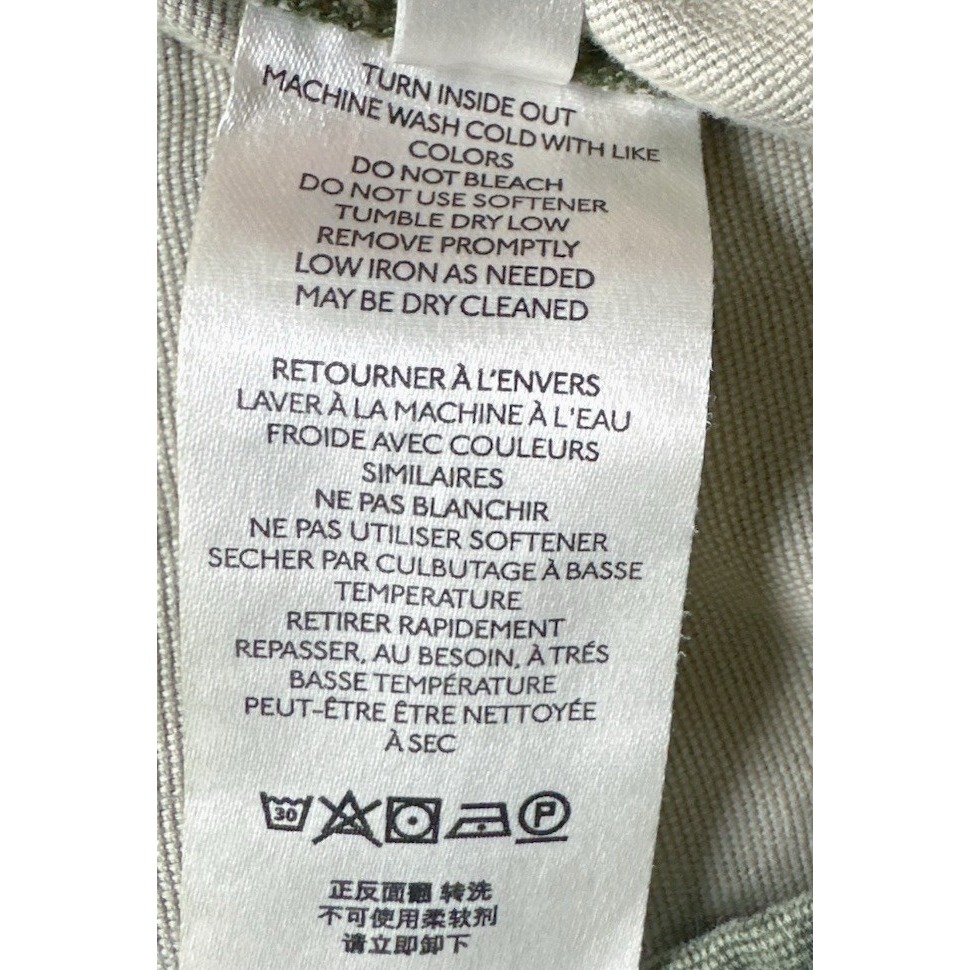 TURN INSIDE OUT
MACHINE WASH COLD WITH LIKE
COLORS
DO NOT BLEACH
DO NOT USE SOFTENER
TUMBLE DRY LOW
REMOVE PROMPTLY
LOW IRON AS NEEDED
MAY BE DRY CLEANED
RETOURNER À L'ENVERS
LAVER À LA MACHINE À L'EAU
FROIDE AVEC COULEURS
SIMILAIRES
NE PAS BLANCHIR
NE PAS UTILISER SOFTENER
SECHER PAR CULBUTAGE À BASSE
TEMPERATURE
RETIRER RAPIDEMENT
REPASSER, AU BESOIN, À TRÉS
BASSE TEMPÉRATURE
PEUT-ÊTRE ÊTRE NETTOYÉE
À SEC
30 P
正反面翻 转洗
不可使用柔软剂
请立即卸下